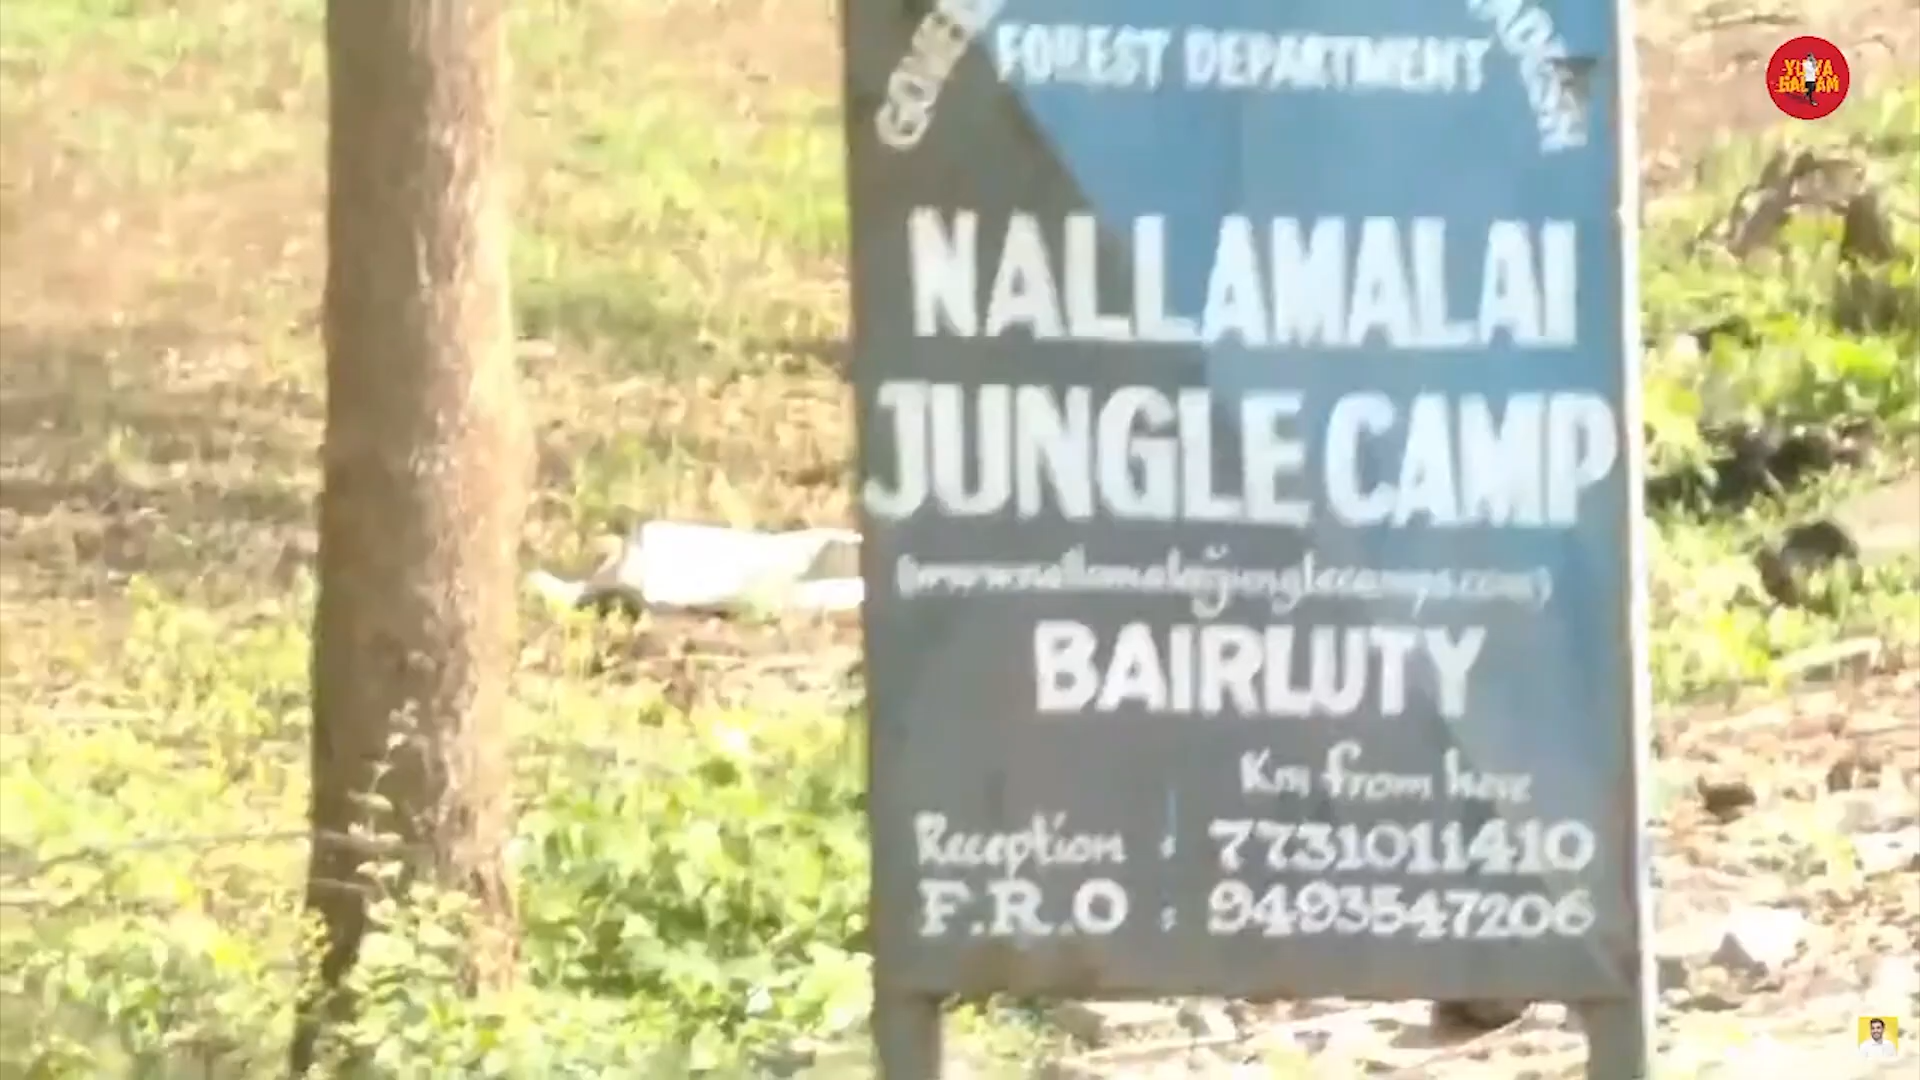 FOREST DEPARTMENT
NALLAMALAI
JUNGLE CAMP
(www.nallamalaijunglecamps.com)
BAIRLUTY
Km from here
Reception : 7731011410
F.R.O : 9493547206